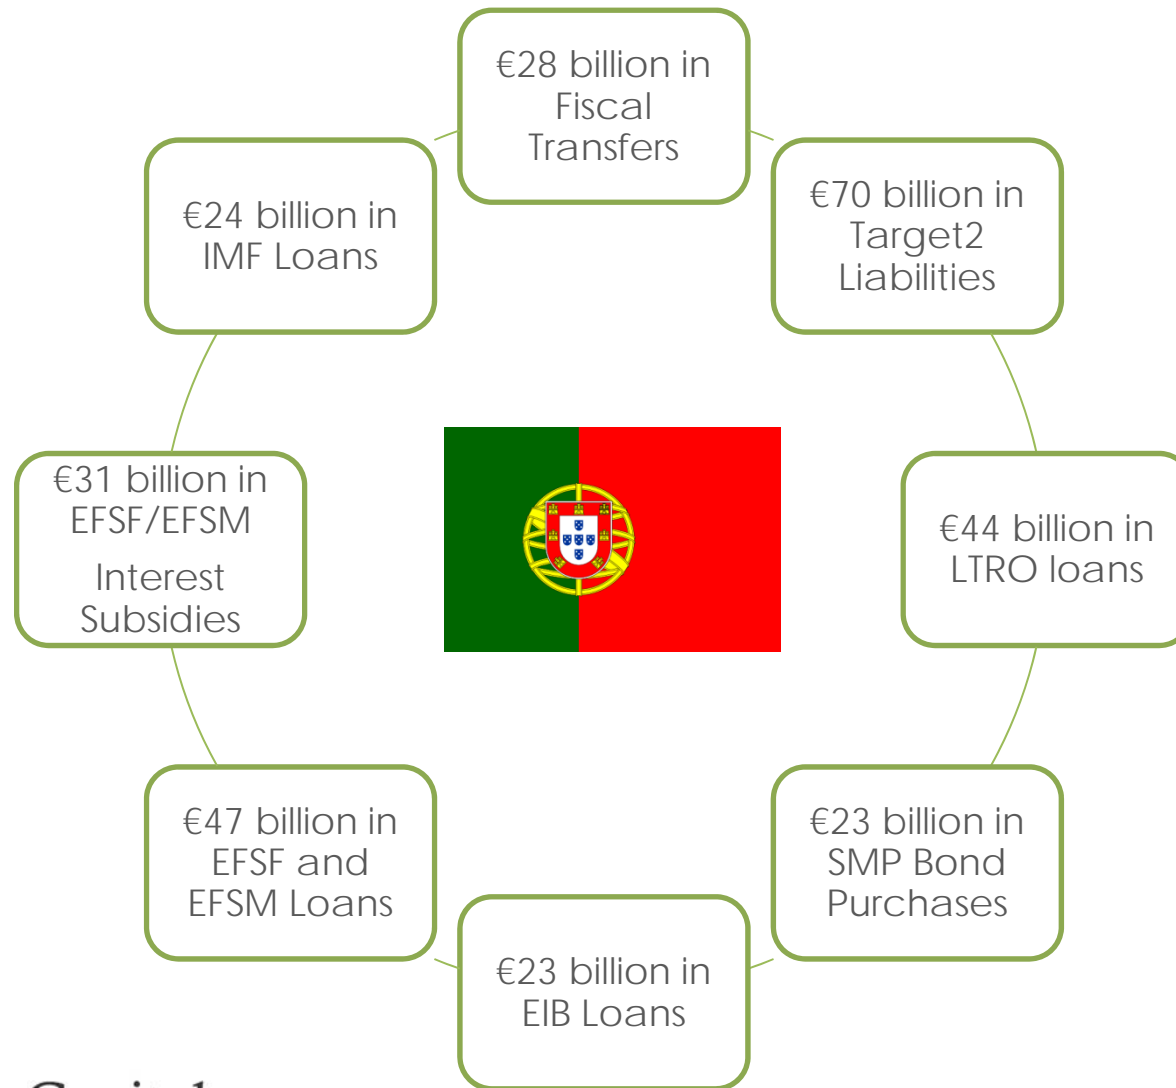 €28 billion in
Fiscal
Transfers
€70 billion in
Target2
Liabilities
€44 billion in
LTRO loans
€23 billion in
SMP Bond
Purchases
€23 billion in
EIB Loans
€47 billion in
EFSF and
EFSM Loans
€31 billion in
EFSF/EFSM
Interest
Subsidies
€24 billion in
IMF Loans